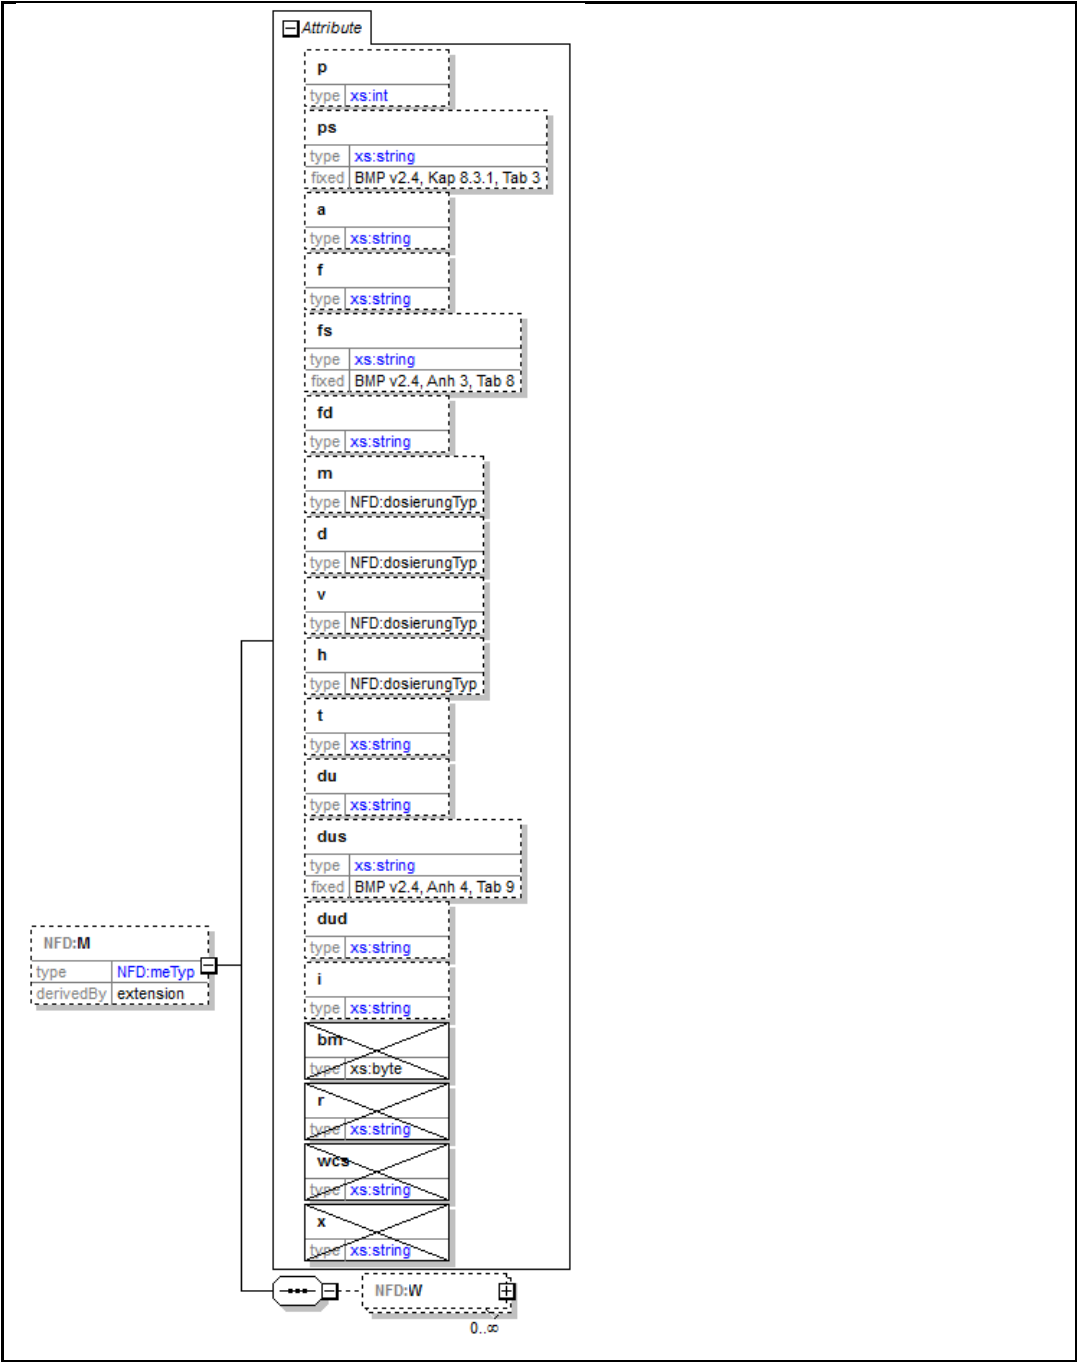 Attribute
p
type xs:int
ps
type xs:string
fixed BMP v2.4, Kap 8.3.1, Tab 3
a
type xs:string
f
type xs:string
fs
type xs:string
fixed BMP v2.4, Anh 3, Tab 8
fd
type xs:string
m
type NFD:dosierungTyp
d
type NFD:dosierungTyp
v
type NFD:dosierungTyp
h
type NFD:dosierungTyp
t
type xs:string
du
type xs:string
dus
type xs:string
fixed BMP v2.4, Anh 4, Tab 9
dud
type xs:string
i
type xs:string
bm
type xs:byte
r
type xs:string
wcs
type xs:string
x
type xs:string
NFD:M
type NFD:meTyp
derivedBy extension
NFD:W
0..∞